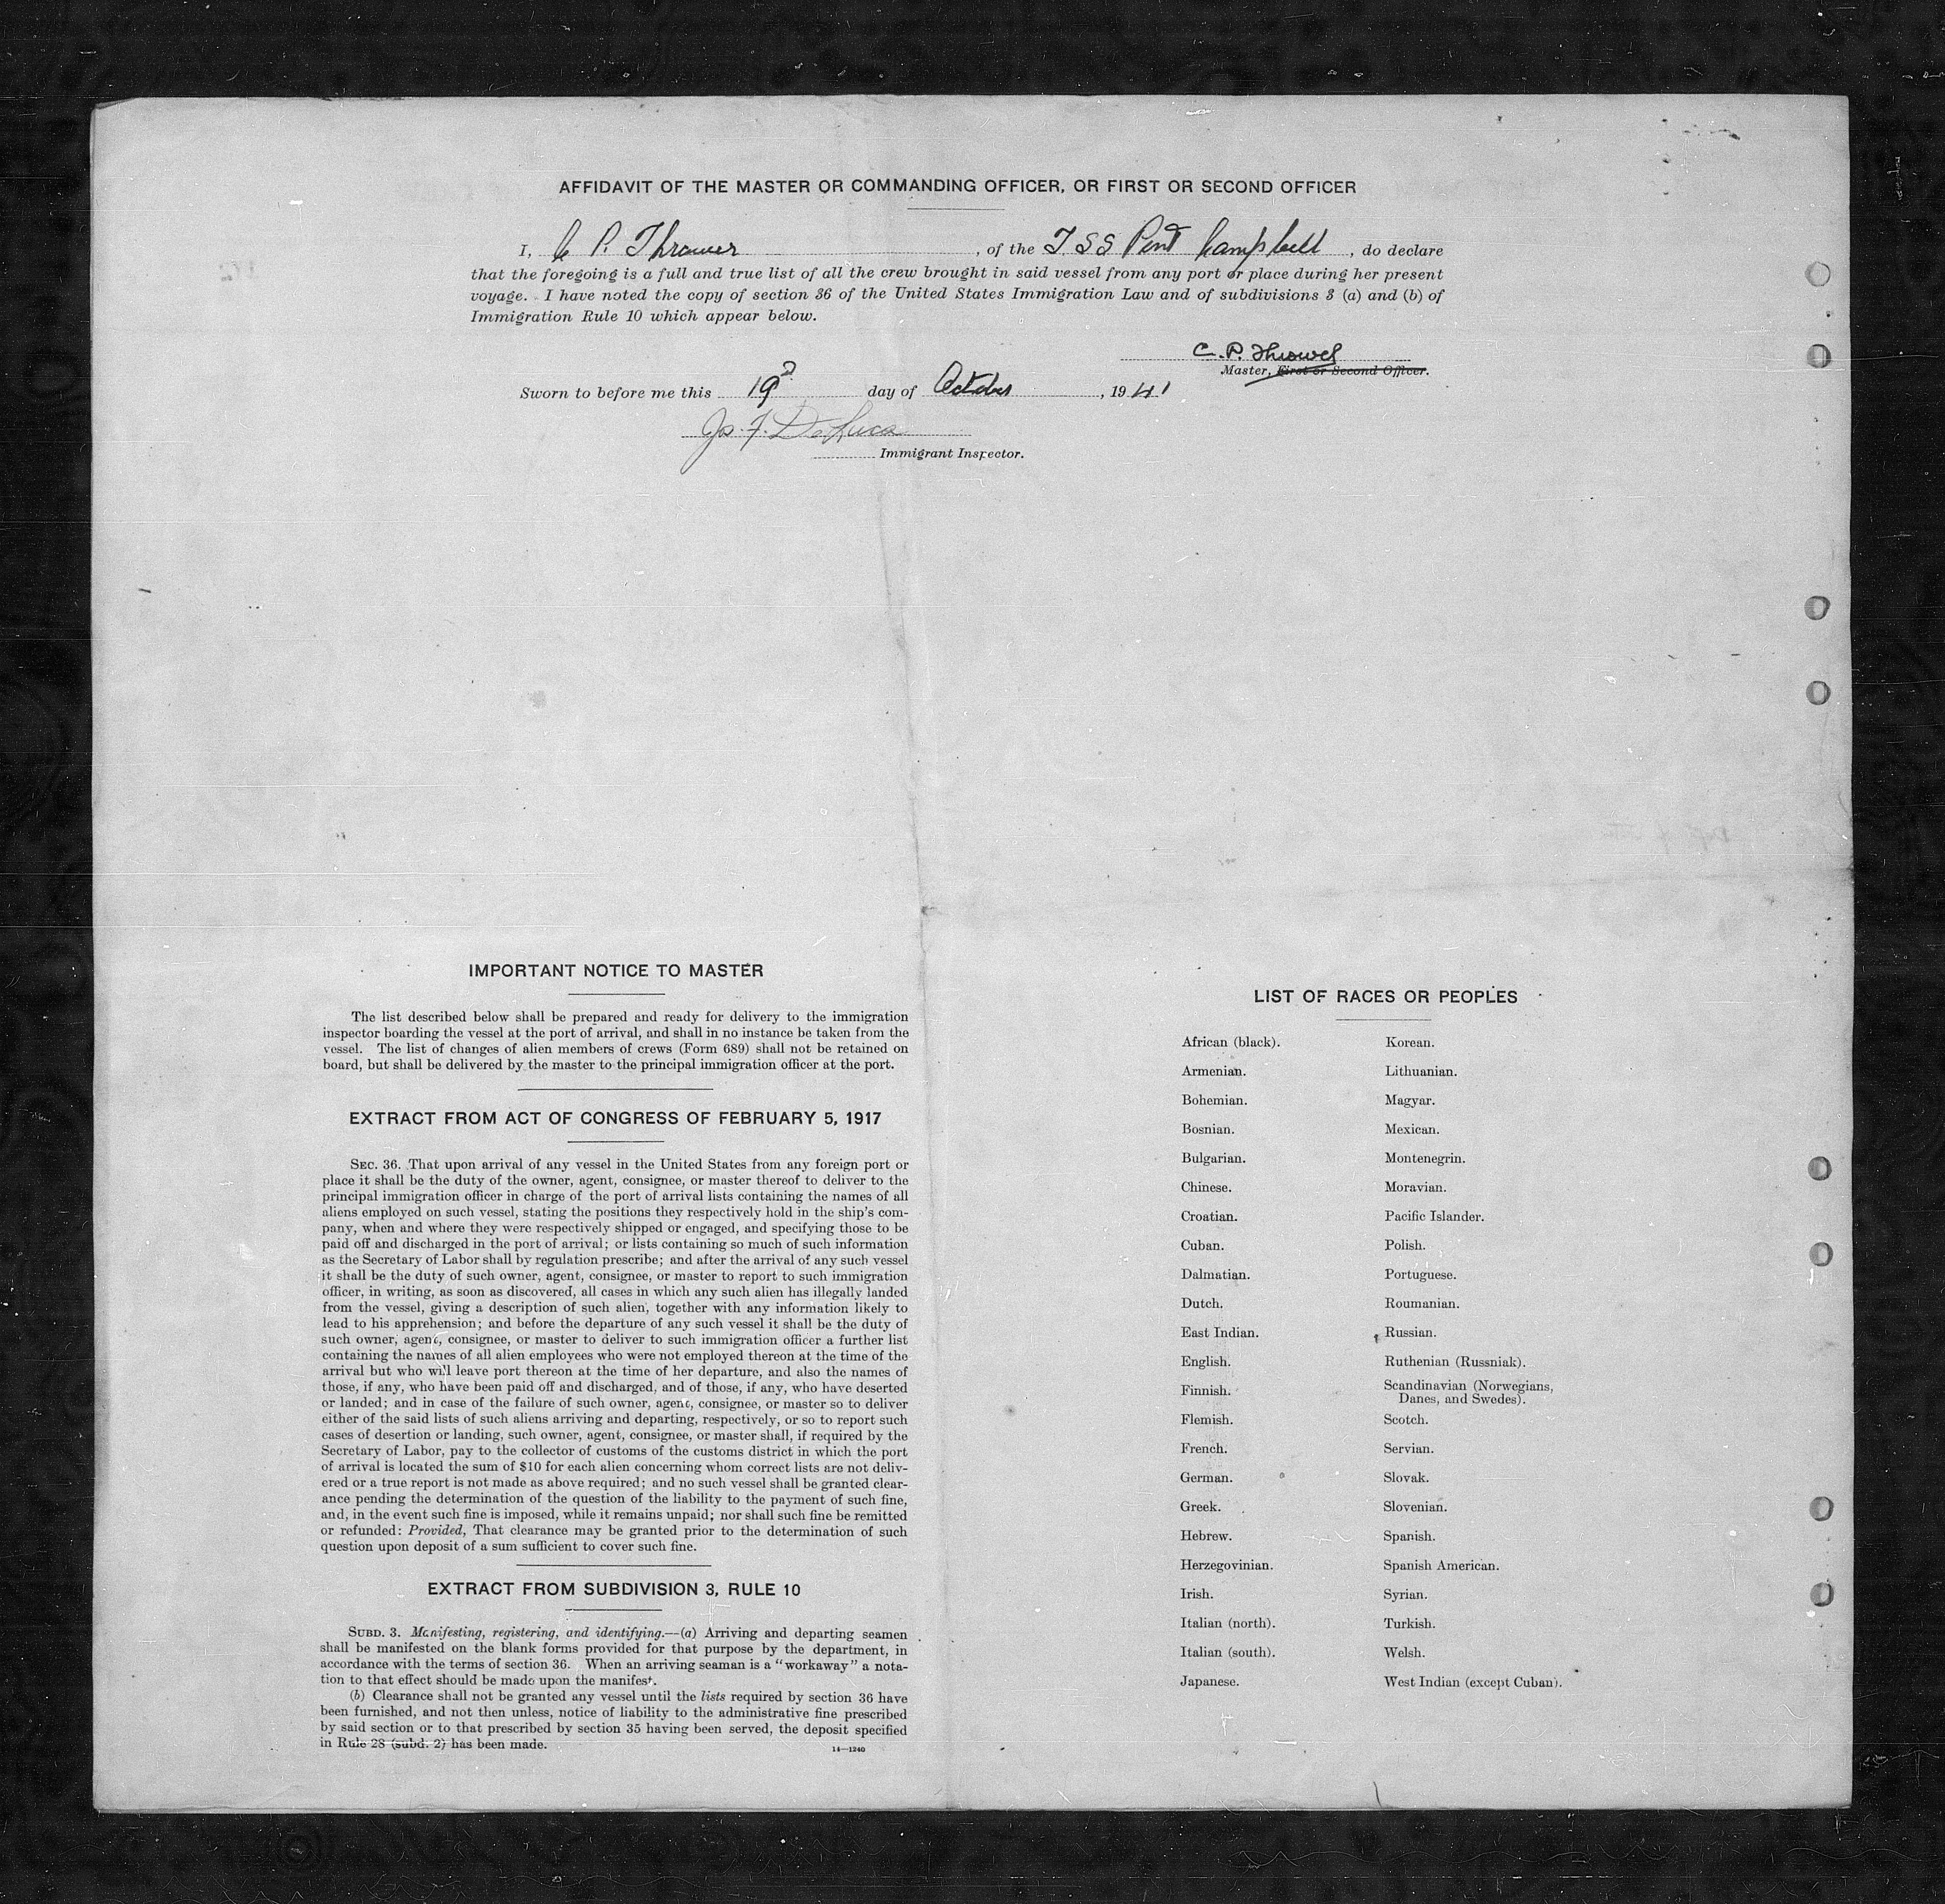 AFFIDAVIT OF THE MASTER OR COMMANDING OFFICER, OR FIRST OR SECOND OFFICER
I, C P. Thrower, of the T.SS Port Campbell, do declare
that the foregoing is a full and true list of all the crew brought in said vessel from any port or place during her present
voyage. I have noted the copy of section 36 of the United States Immigration Law and of subdivisions 3 (a) and (b) of
Immigration Rule 10 which appear below.
C. P. Thrower
Master, First or Second Officer.
Sworn to before me this 19 day of October, 1941
Jo. F. DeLuca
Immigrant Inspector.
IMPORTANT NOTICE TO MASTER
The list described below shall be prepared and ready for delivery to the immigration
inspector boarding the vessel at the port of arrival, and shall in no instance be taken from the
vessel. The list of changes of alien members of crews (Form 689) shall not be retained on
board, but shall be delivered by the master to the principal immigration officer at the port.
EXTRACT FROM ACT OF CONGRESS OF FEBRUARY 5, 1917
SEC. 36. That upon arrival of any vessel in the United States from any foreign port or
place it shall be the duty of the owner, agent, consignee, or master thereof to deliver to the
principal immigration officer in charge of the port of arrival lists containing the names of all
aliens employed on such vessel, stating the positions they respectively hold in the ship's com-
pany, when and where they were respectively shipped or engaged, and specifying those to be
paid off and discharged in the port of arrival; or lists containing so much of such information
as the Secretary of Labor shall by regulation prescribe; and after the arrival of any such vessel
it shall be the duty of such owner, agent, consignee, or master to report to such immigration
officer, in writing, as soon as discovered, all cases in which any such alien has illegally landed
from the vessel, giving a description of such alien, together with any information likely to
lead to his apprehension; and before the departure of any such vessel it shall be the duty of
such owner, agent, consignee, or master to deliver to such immigration officer a further list
containing the names of all alien employees who were not employed thereon at the time of the
arrival but who will leave port thereon at the time of her departure, and also the names of
those, if any, who have been paid off and discharged, and of those, if any, who have deserted
or landed; and in case of the failure of such owner, agent, consignee, or master so to deliver
either of the said lists of such aliens arriving and departing, respectively, or so to report such
cases of desertion or landing, such owner, agent, consignee, or master shall, if required by the
Secretary of Labor, pay to the collector of customs of the customs district in which the port
of arrival is located the sum of $10 for each alien concerning whom correct lists are not deliv-
ered or a true report is not made as above required; and no such vessel shall be granted clear-
ance pending the determination of the question of the liability to the payment of such fine,
and, in the event such fine is imposed, while it remains unpaid; nor shall such fine be remitted
or refunded: Provided, That clearance may be granted prior to the determination of such
question upon deposit of a sum sufficient to cover such fine.
EXTRACT FROM SUBDIVISION 3, RULE 10
SUBD. 3. Manifesting, registering, and identifying.—(a) Arriving and departing seamen
shall be manifested on the blank forms provided for that purpose by the department, in
accordance with the terms of section 36. When an arriving seaman is a "workaway" a nota-
tion to that effect should be made upon the manifest.
(b) Clearance shall not be granted any vessel until the lists required by section 36 have
been furnished, and not then unless, notice of liability to the administrative fine prescribed
by said section or to that prescribed by section 35 having been served, the deposit specified
in Rule 28 (subd. 2) has been made.
14—1240
LIST OF RACES OR PEOPLES
African (black). Korean.
Armenian. Lithuanian.
Bohemian. Magyar.
Bosnian. Mexican.
Bulgarian. Montenegrin.
Chinese. Moravian.
Croatian. Pacific Islander.
Cuban. Polish.
Dalmatian. Portuguese.
Dutch. Roumanian.
East Indian. Russian.
English. Ruthenian (Russniak).
Finnish. Scandinavian (Norwegians,
Danes, and Swedes).
Flemish. Scotch.
French. Servian.
German. Slovak.
Greek. Slovenian.
Hebrew. Spanish.
Herzegovinian. Spanish American.
Irish. Syrian.
Italian (north). Turkish.
Italian (south). Welsh.
Japanese. West Indian (except Cuban).